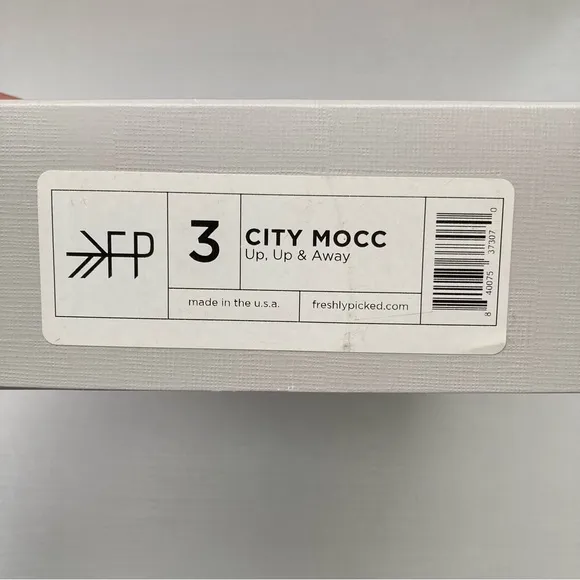 FP
3
CITY MOCC
Up, Up & Away
made in the u.s.a.
freshlypicked.com
8 40075 37307 0